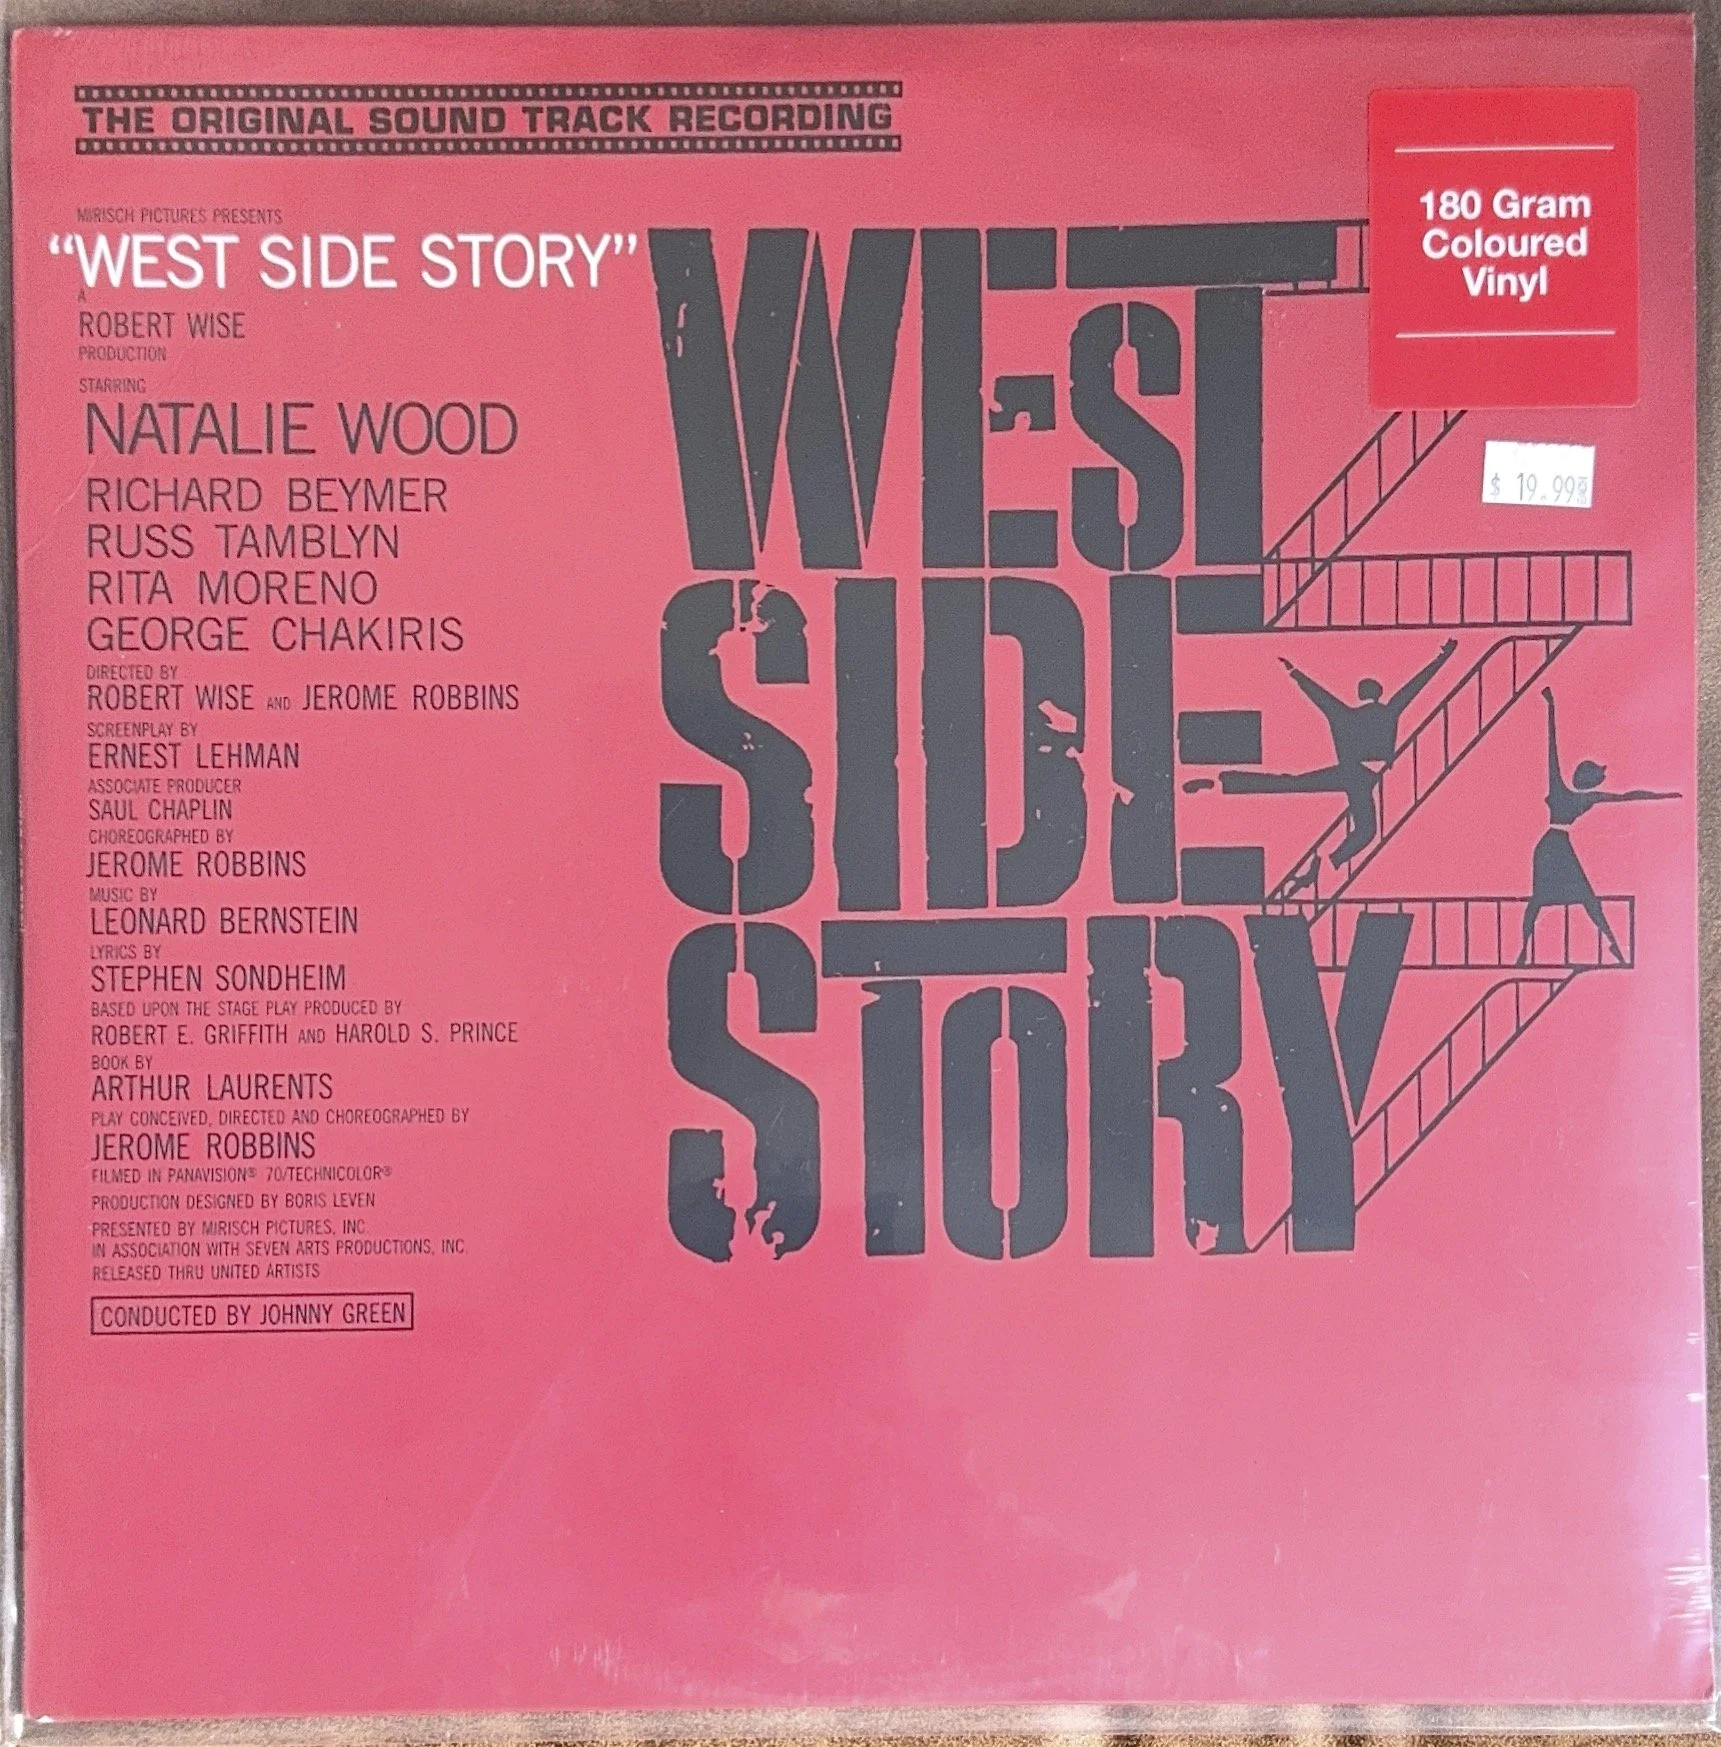 THE ORIGINAL SOUND TRACK RECORDING
MIRISCH PICTURES PRESENTS
“WEST SIDE STORY”
A
ROBERT WISE
PRODUCTION
STARRING
NATALIE WOOD
RICHARD BEYMER
RUSS TAMBLYN
RITA MORENO
GEORGE CHAKIRIS
DIRECTED BY
ROBERT WISE AND JEROME ROBBINS
SCREENPLAY BY
ERNEST LEHMAN
ASSOCIATE PRODUCER
SAUL CHAPLIN
CHOREOGRAPHED BY
JEROME ROBBINS
MUSIC BY
LEONARD BERNSTEIN
LYRICS BY
STEPHEN SONDHEIM
BASED UPON THE STAGE PLAY PRODUCED BY
ROBERT E. GRIFFITH AND HAROLD S. PRINCE
BOOK BY
ARTHUR LAURENTS
PLAY CONCEIVED, DIRECTED AND CHOREOGRAPHED BY
JEROME ROBBINS
FILMED IN PANAVISION® 70/TECHNICOLOR®
PRODUCTION DESIGNED BY BORIS LEVEN
PRESENTED BY MIRISCH PICTURES, INC.
IN ASSOCIATION WITH SEVEN ARTS PRODUCTIONS, INC.
RELEASED THRU UNITED ARTISTS
CONDUCTED BY JOHNNY GREEN
WEST
SIDE
STORY
180 Gram
Coloured
Vinyl
$ 19.99